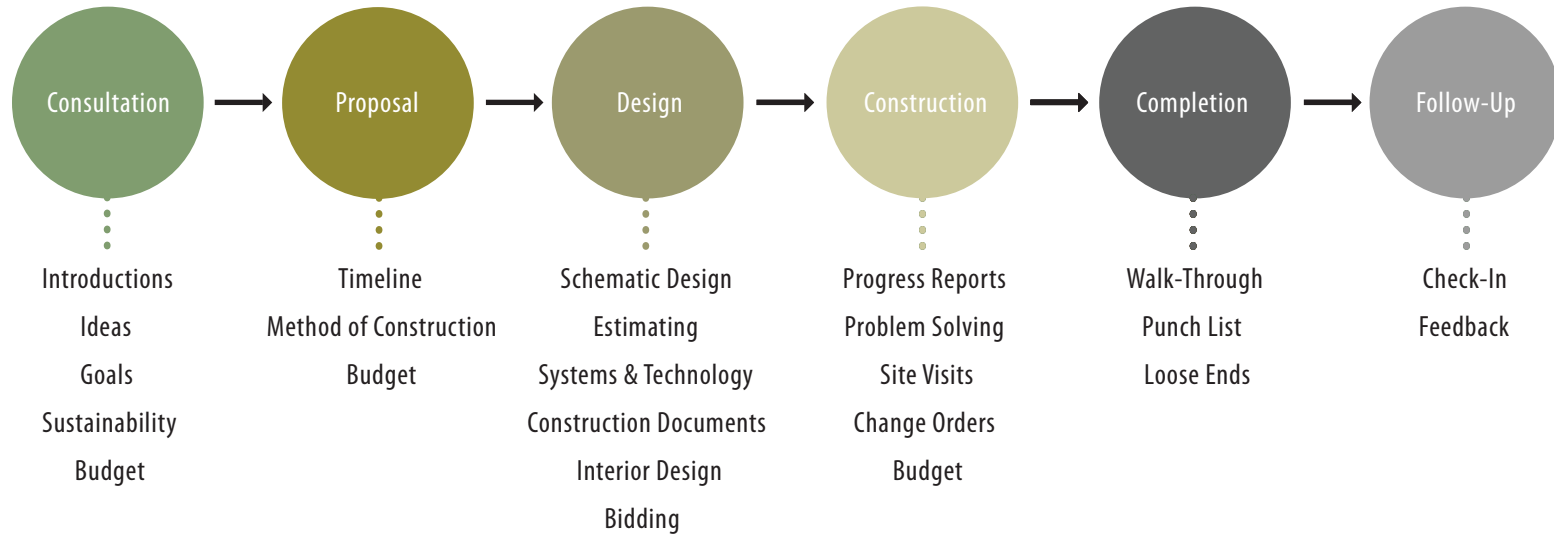 Consultation
Proposal
Design
Construction
Completion
Follow-Up
Introductions
Ideas
Goals
Sustainability
Budget
Timeline
Method of Construction
Budget
Schematic Design
Estimating
Systems & Technology
Construction Documents
Interior Design
Bidding
Progress Reports
Problem Solving
Site Visits
Change Orders
Budget
Walk-Through
Punch List
Loose Ends
Check-In
Feedback